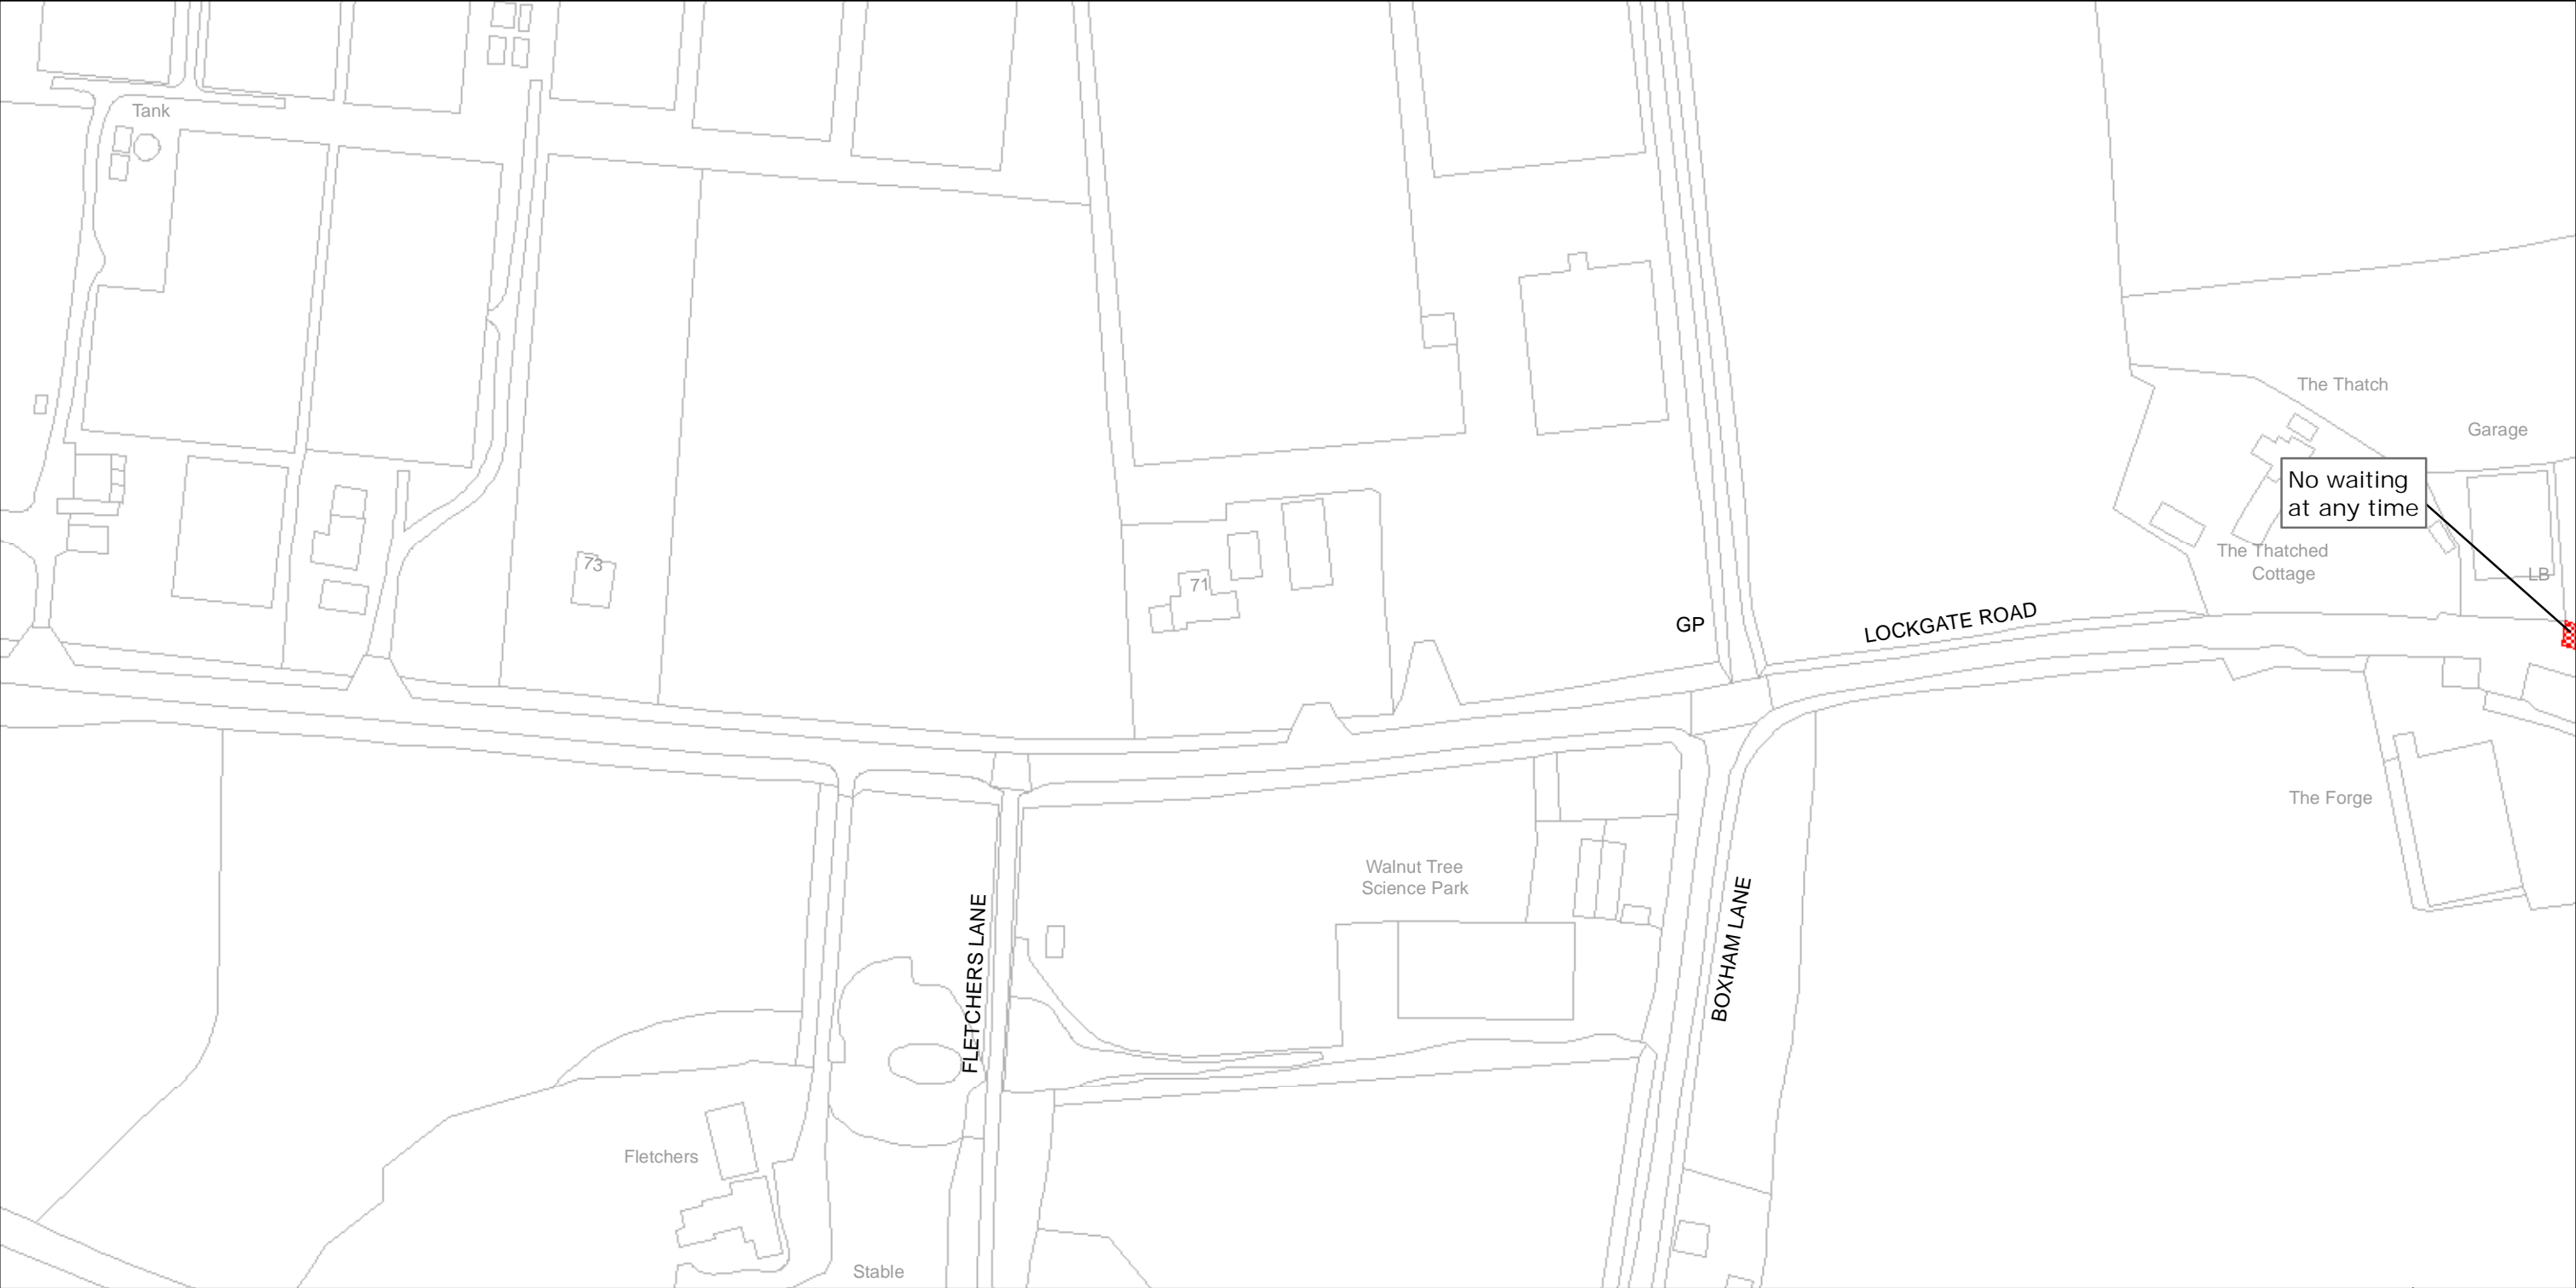 Tank
The Thatch
Garage
No waiting
at any time
The Thatched
Cottage
LB
73
71
GP
LOCKGATE ROAD
The Forge
Walnut Tree
Science Park
FLETCHERS LANE
BOXHAM LANE
Fletchers
Stable